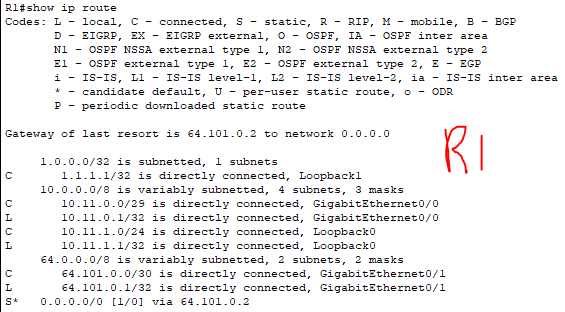 R1#show ip route
Codes: L - local, C - connected, S - static, R - RIP, M - mobile, B - BGP
D - EIGRP, EX - EIGRP external, O - OSPF, IA - OSPF inter area
N1 - OSPF NSSA external type 1, N2 - OSPF NSSA external type 2
E1 - OSPF external type 1, E2 - OSPF external type 2, E - EGP
i - IS-IS, L1 - IS-IS level-1, L2 - IS-IS level-2, ia - IS-IS inter area
* - candidate default, U - per-user static route, o - ODR
P - periodic downloaded static route
Gateway of last resort is 64.101.0.2 to network 0.0.0.0
R1
1.0.0.0/32 is subnetted, 1 subnets
C 1.1.1.1/32 is directly connected, Loopback1
10.0.0.0/8 is variably subnetted, 4 subnets, 3 masks
C 10.11.0.0/29 is directly connected, GigabitEthernet0/0
L 10.11.0.1/32 is directly connected, GigabitEthernet0/0
C 10.11.1.0/24 is directly connected, Loopback0
L 10.11.1.1/32 is directly connected, Loopback0
64.0.0.0/8 is variably subnetted, 2 subnets, 2 masks
C 64.101.0.0/30 is directly connected, GigabitEthernet0/1
L 64.101.0.1/32 is directly connected, GigabitEthernet0/1
S* 0.0.0.0/0 [1/0] via 64.101.0.2